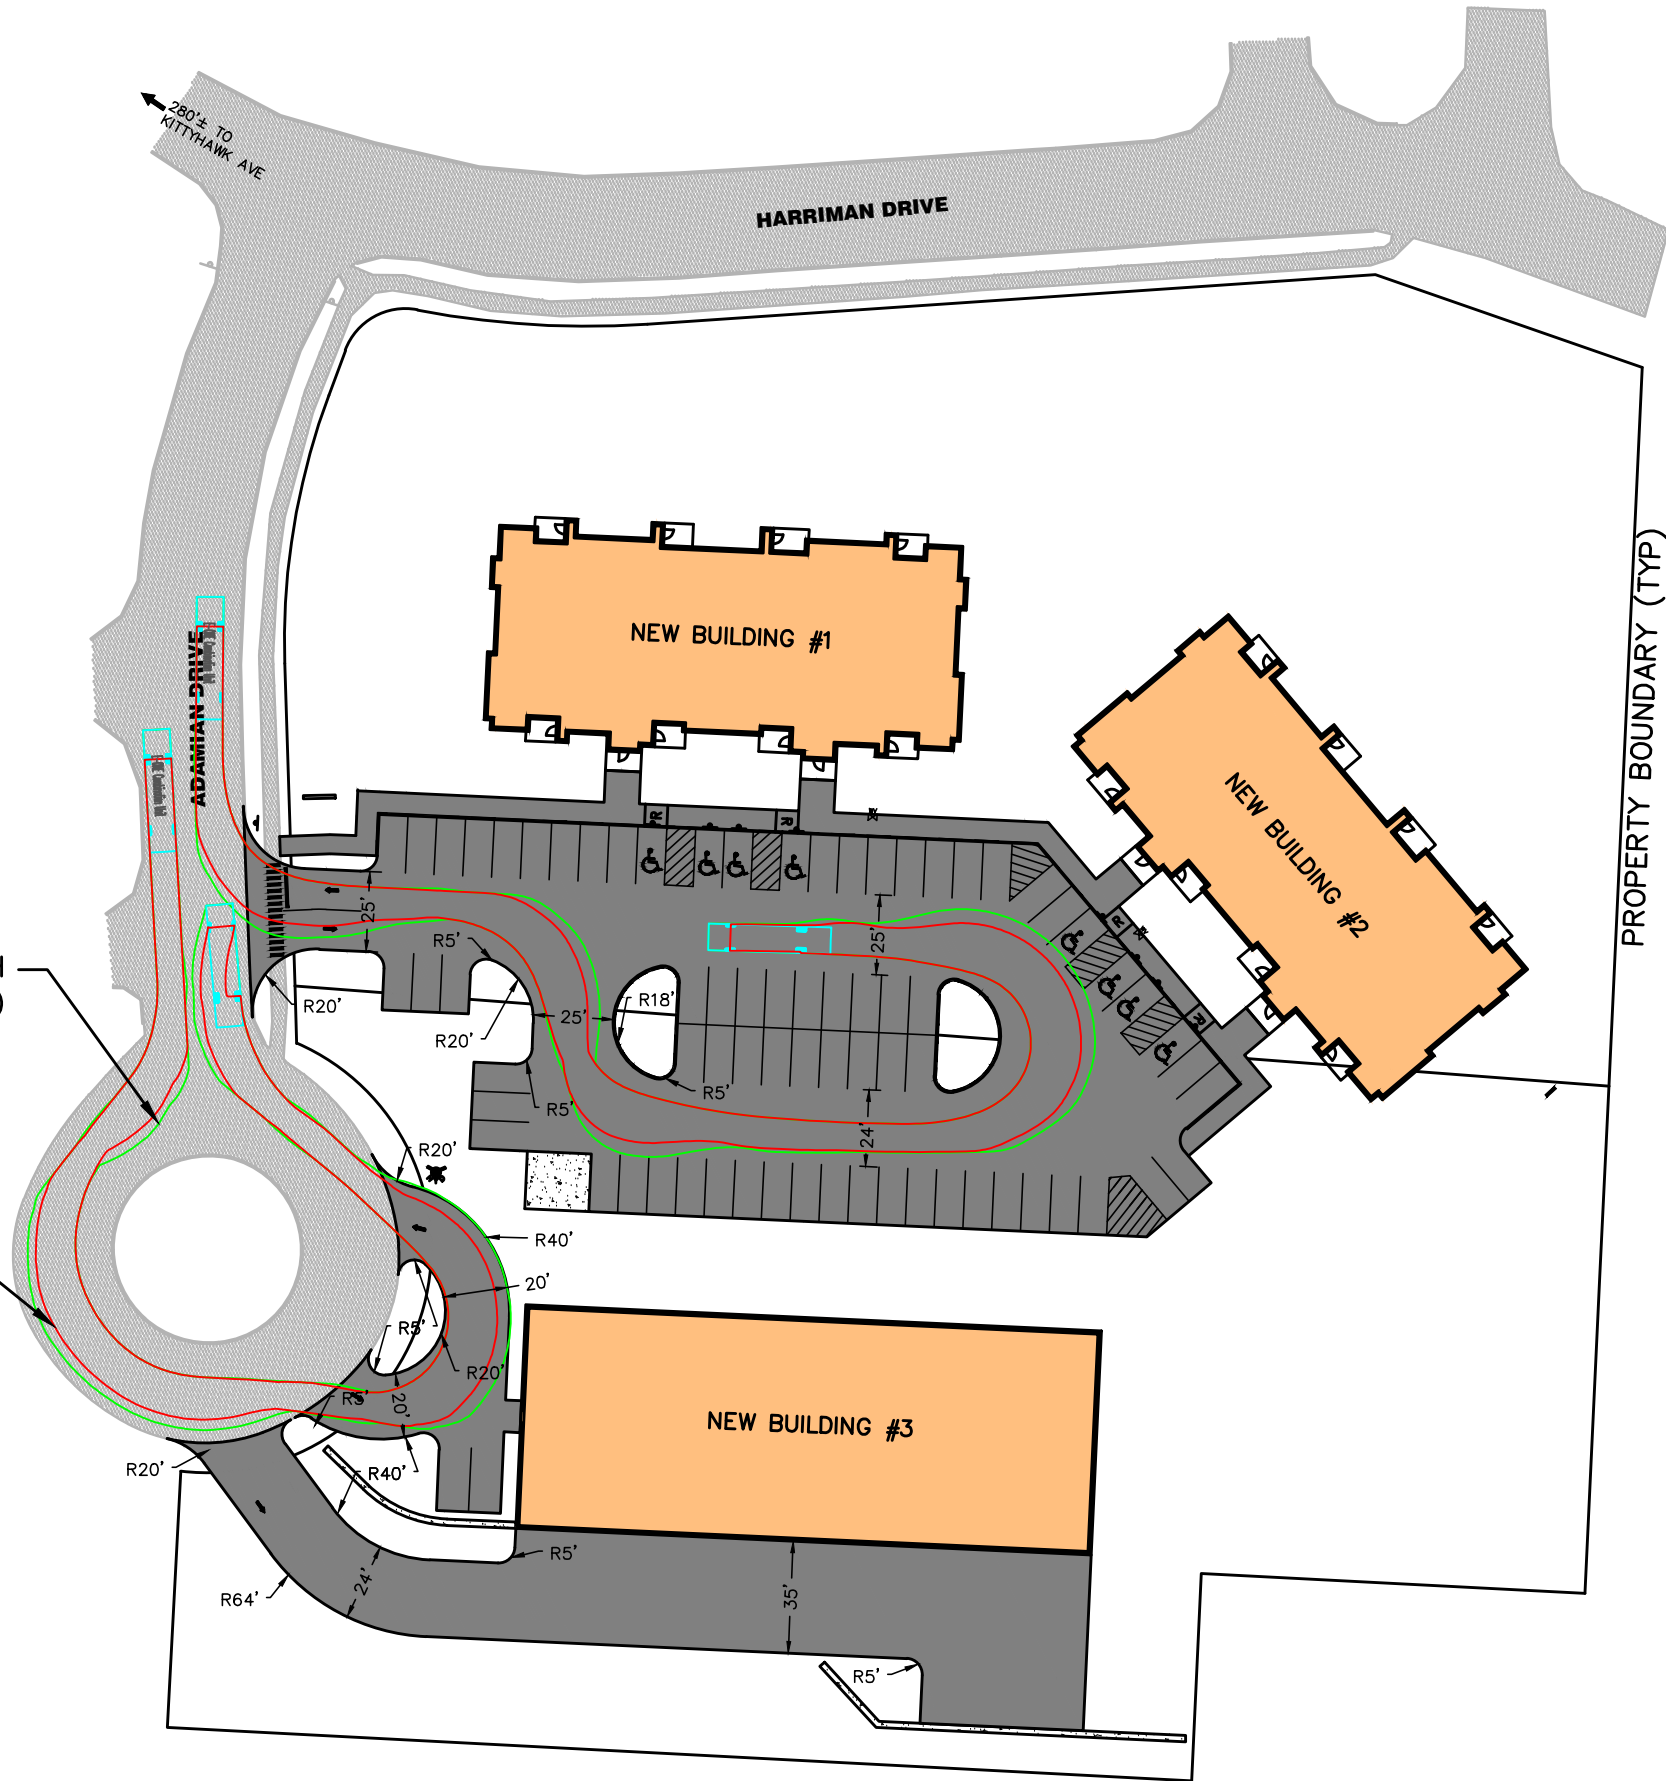 280'± TO
KITTYHAWK AVE
HARRIMAN DRIVE
PROPERTY BOUNDARY (TYP)
NEW BUILDING #1
ADAMIAN DRIVE
NEW BUILDING #2
R
R
R
R
25'
R5'
25'
R20'
R20'
25'
R18'
R5'
R5'
24'
R20'
R40'
20'
R5'
R20'
R5'
20'
NEW BUILDING #3
R20'
R40'
R5'
24'
R64'
35'
R5'